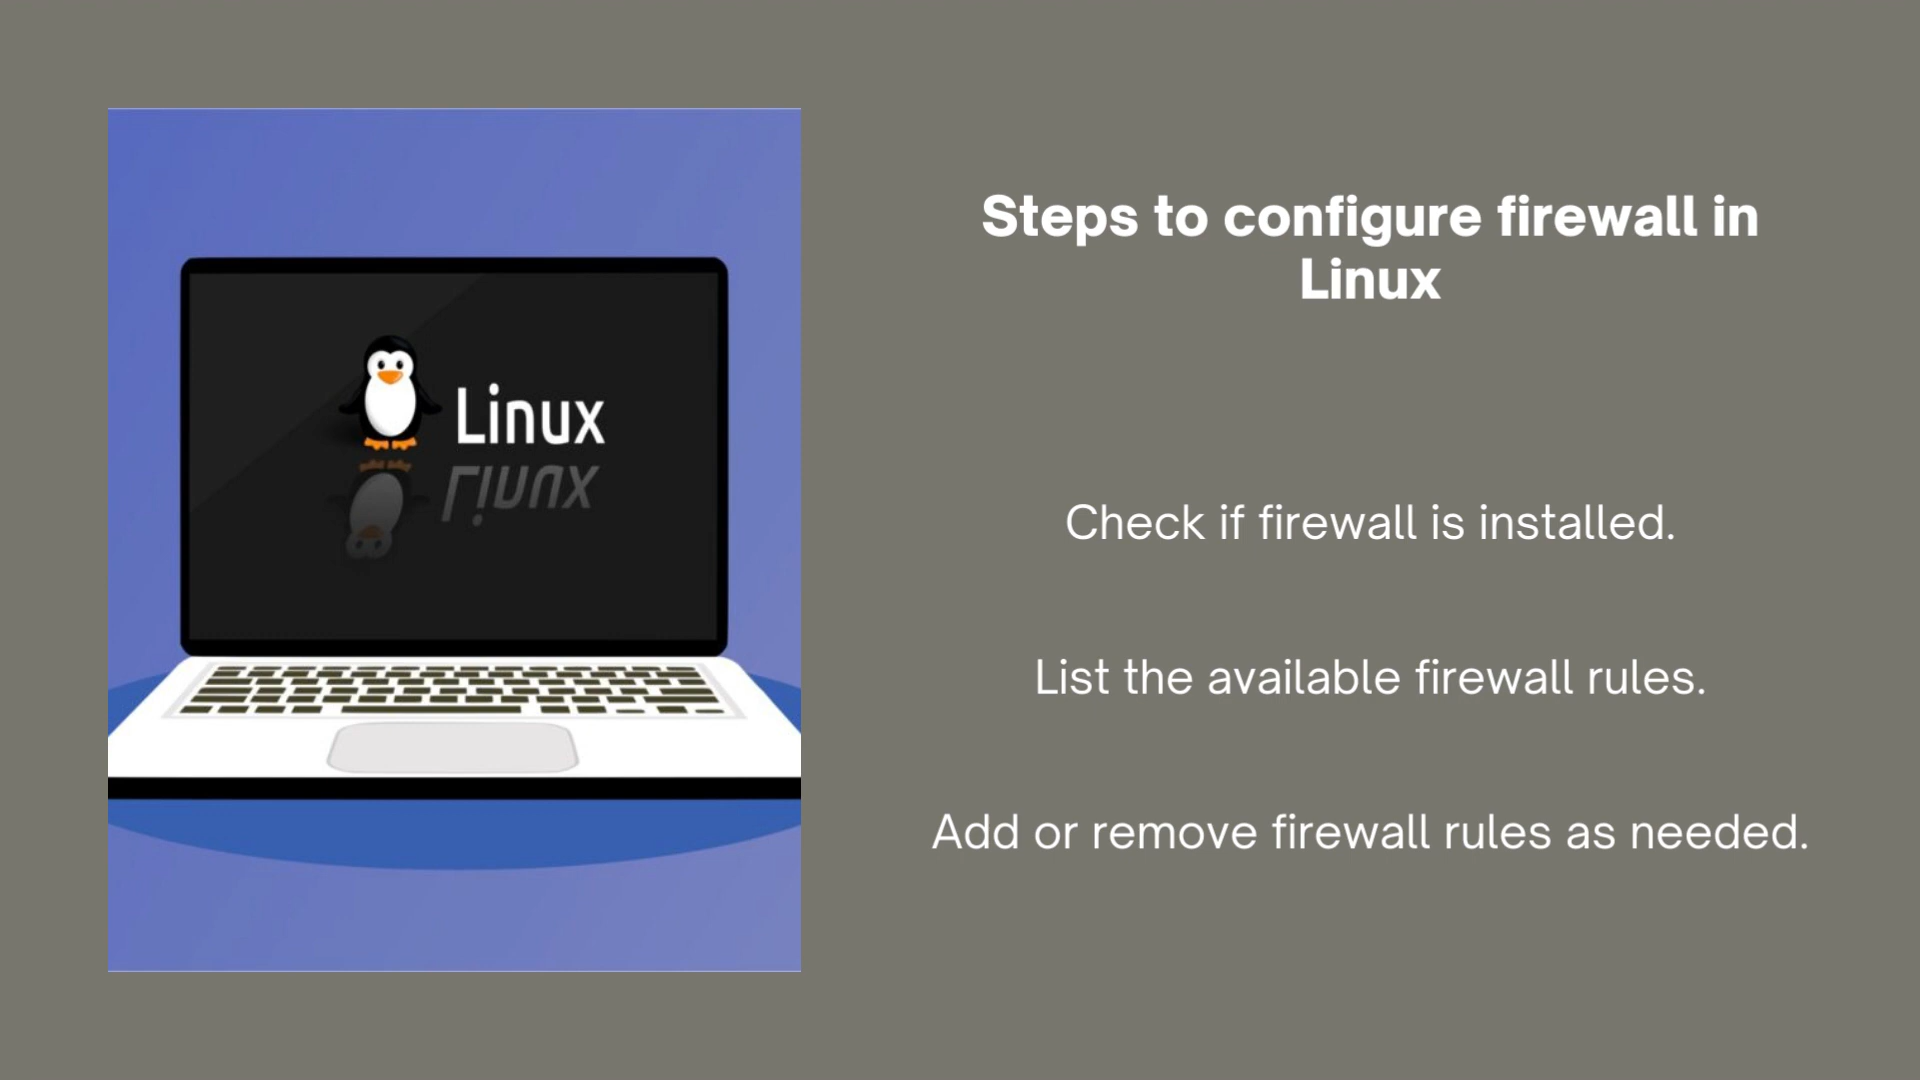 Steps to configure firewall in
Linux
Linux
Linux
Check if firewall is installed.
List the available firewall rules.
Add or remove firewall rules as needed.